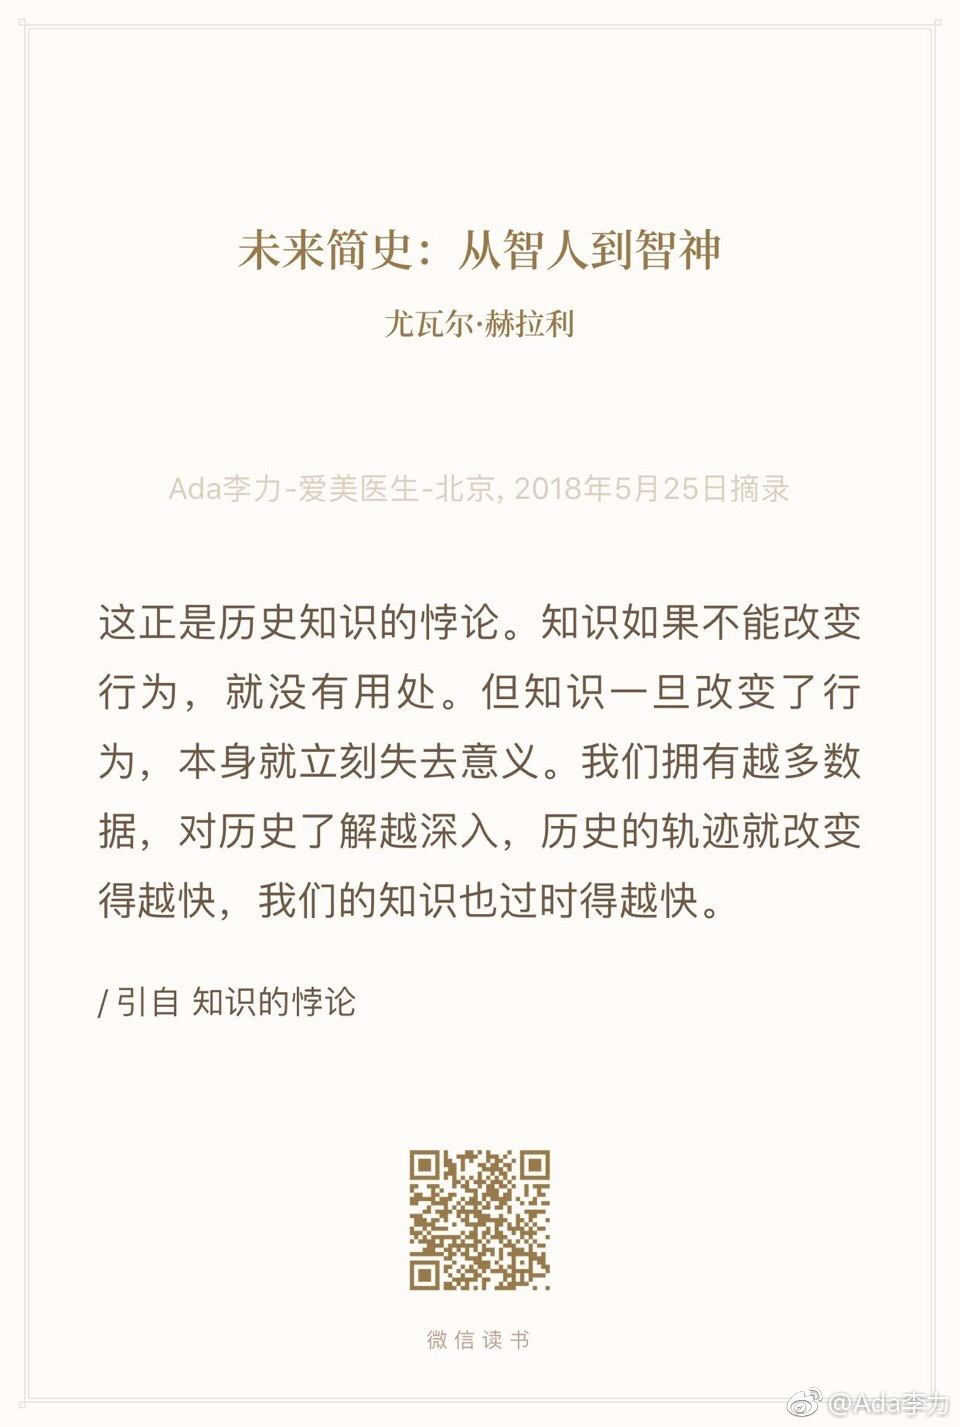 未来简史：从智人到智神
尤瓦尔·赫拉利
Ada李力-爱美医生-北京, 2018年5月25日摘录
这正是历史知识的悖论。知识如果不能改变
行为，就没有用处。但知识一旦改变了行
为，本身就立刻失去意义。我们拥有越多数
据，对历史了解越深入，历史的轨迹就改变
得越快，我们的知识也过时得越快。
/ 引自 知识的悖论
微信读书
@Ada李力